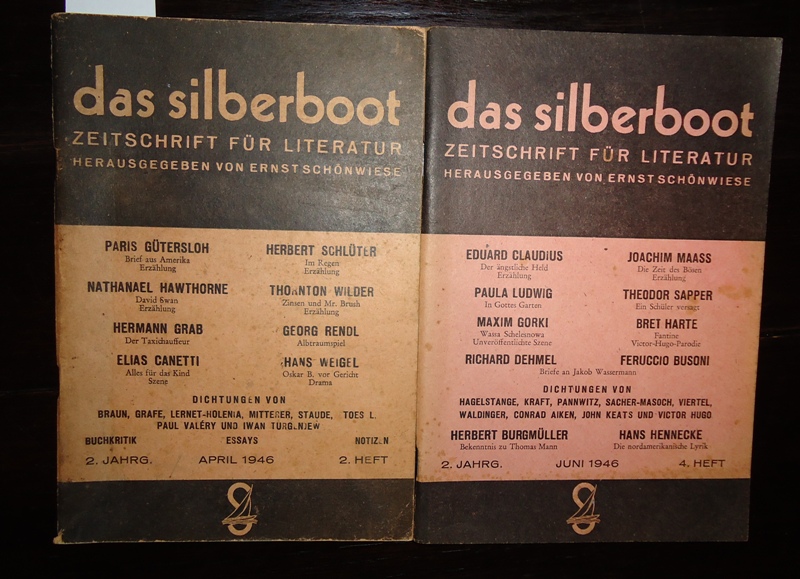 das silberboot
ZEITSCHRIFT FÜR LITERATUR
HERAUSGEGEBEN VON ERNST SCHÖNWIESE
PARIS GÜTERSLOH
Brief aus Amerika
Erzählung
HERBERT SCHLÜTER
Im Regen
Erzählung
NATHANAEL HAWTHORNE
David Swan
Erzählung
THORNTON WILDER
Zinsen und Mr. Brush
Erzählung
HERMANN GRAB
Der Taxichauffeur
GEORG RENDL
Albtraumspiel
ELIAS CANETTI
Alles für das Kind
Szene
HANS WEIGEL
Oskar B. vor Gericht
Drama
DICHTUNGEN VON
BRAUN, GRAFE, LERNET-HOLENIA, MITTERER, STAUDE, TOES L.
PAUL VALÉRY UND IWAN TURGENJEW
BUCHKRITIK ESSAYS NOTIZEN
2. JAHRG. APRIL 1946 2. HEFT
das silberboot
ZEITSCHRIFT FÜR LITERATUR
HERAUSGEGEBEN VON ERNST SCHÖNWIESE
EDUARD CLAUDIUS
Der ängstliche Held
Erzählung
JOACHIM MAASS
Die Zeit des Bösen
Erzählung
PAULA LUDWIG
In Gottes Garten
THEODOR SAPPER
Ein Schüler versagt
MAXIM GORKI
Wassa Schelesnowa
Unveröffentlichte Szene
BRET HARTE
Fantine
Victor-Hugo-Parodie
RICHARD DEHMEL FERUCCIO BUSONI
Briefe an Jakob Wassermann
DICHTUNGEN VON
HAGELSTANGE, KRAFT, PANNWITZ, SACHER-MASOCH, VIERTEL,
WALDINGER, CONRAD AIKEN, JOHN KEATS UND VICTOR HUGO
HERBERT BURGMÜLLER
Bekenntnis zu Thomas Mann
HANS HENNECKE
Die nordamerikanische Lyrik
2. JAHRG. JUNI 1946 4. HEFT